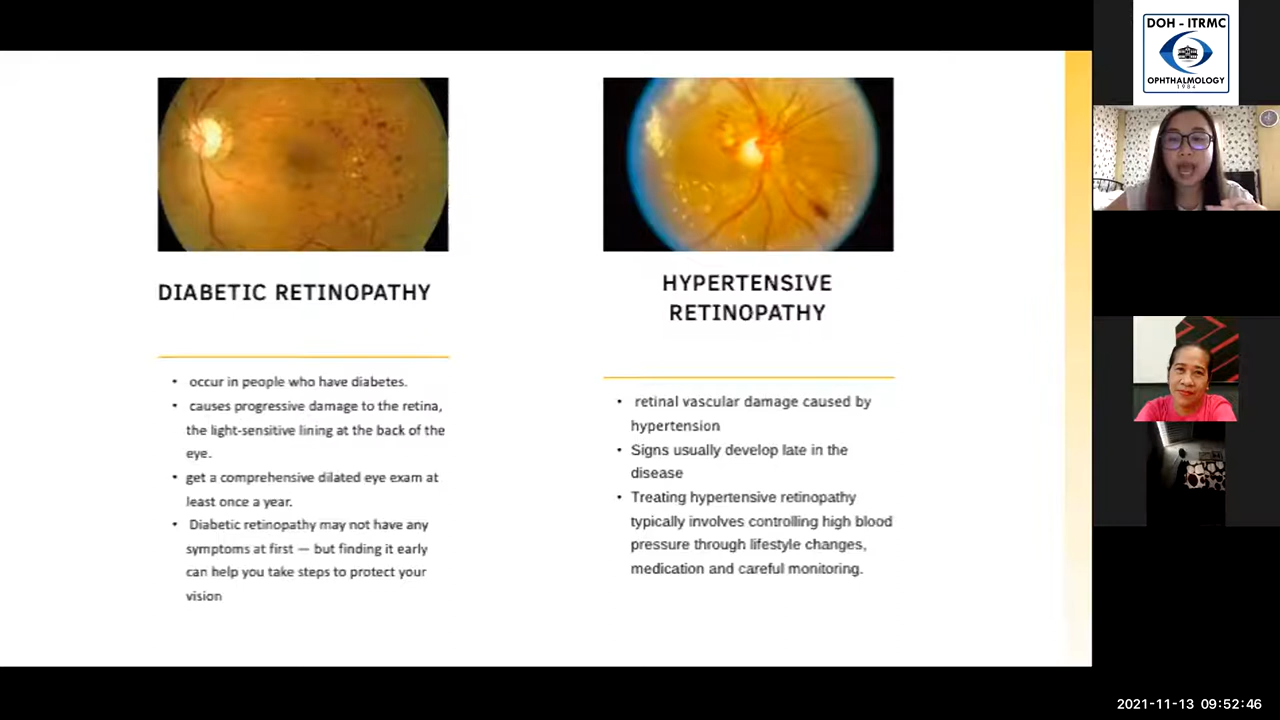 DIABETIC RETINOPATHY
• occur in people who have diabetes.
• causes progressive damage to the retina,
the light-sensitive lining at the back of the
eye.
• get a comprehensive dilated eye exam at
least once a year.
• Diabetic retinopathy may not have any
symptoms at first — but finding it early
can help you take steps to protect your
vision
HYPERTENSIVE
RETINOPATHY
• retinal vascular damage caused by
hypertension
• Signs usually develop late in the
disease
• Treating hypertensive retinopathy
typically involves controlling high blood
pressure through lifestyle changes,
medication and careful monitoring.
DOH - ITRMC
OPHTHALMOLOGY
1984
2021-11-13 09:52:46